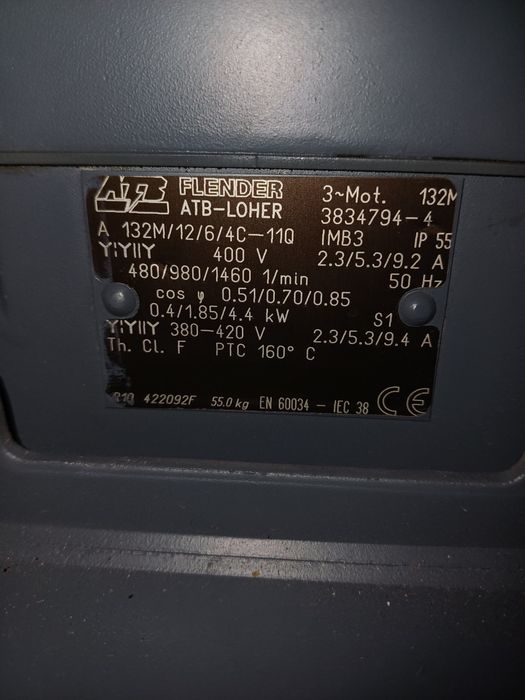 ATB FLENDER 3~Mot. 132M
ATB-LOHER 3834794-4
A 132M/12/6/4C-11Q IMB3 IP 55
Y/Y/YY 400 V 2.3/5.3/9.2 A
480/980/1460 1/min 50 Hz
cos φ 0.51/0.70/0.85
0.4/1.85/4.4 kW S1
Y/Y/YY 380-420 V 2.3/5.3/9.4 A
Th. Cl. F PTC 160° C
422092F 55.0 kg EN 60034 - IEC 38 CE